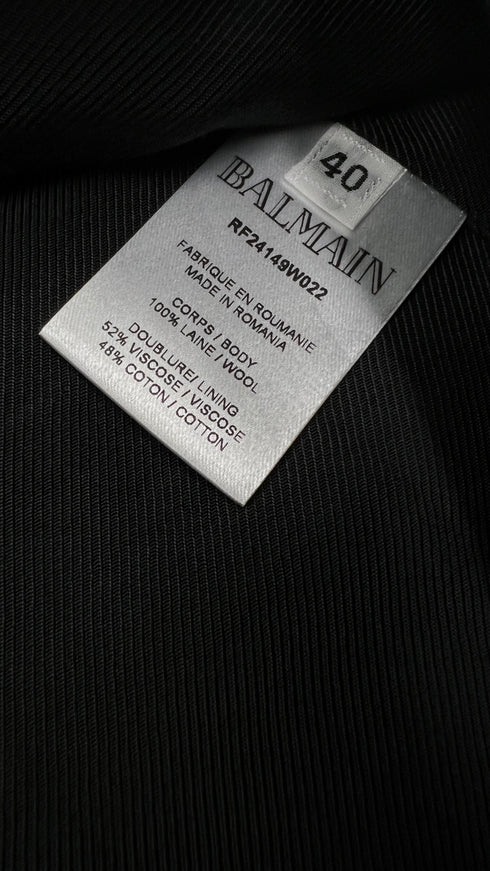 40
BALMAIN
RF24149W022
FABRIQUE EN ROUMANIE
MADE IN ROMANIA
CORPS / BODY
100% LAINE / WOOL
DOUBLURE/ LINING
52% VISCOSE / VISCOSE
48% COTON / COTTON